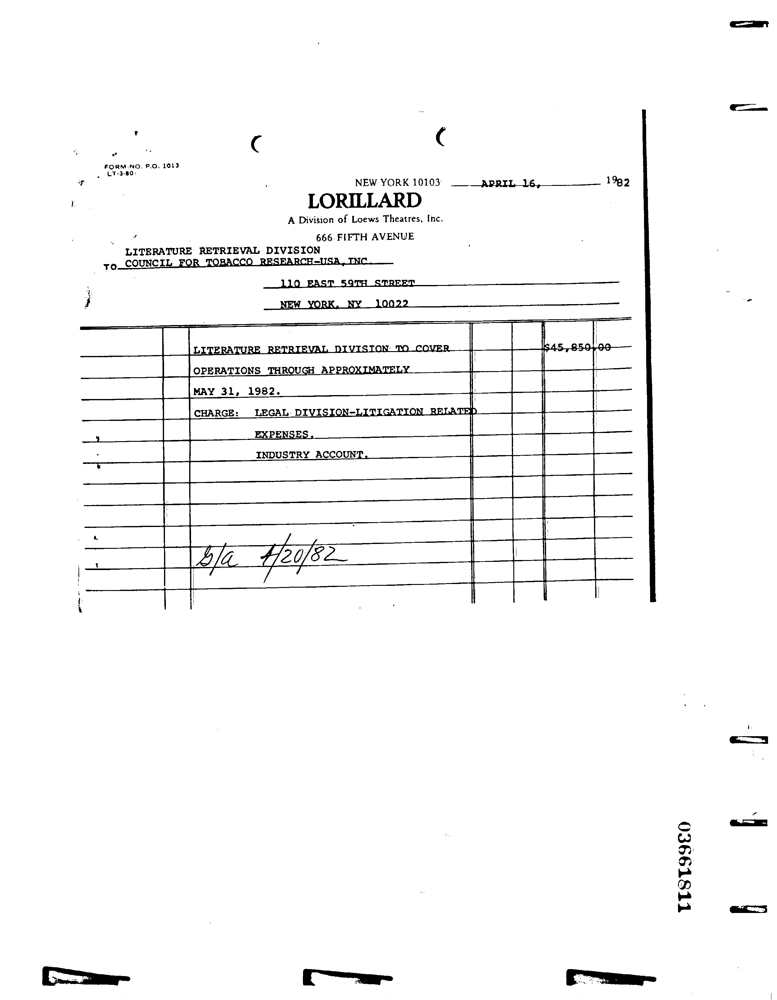 FORM NO. P.O. 1013
LT-3-80
NEW YORK 10103 APRIL 16, 1982
LORILLARD
A Division of Loews Theatres, Inc.
666 FIFTH AVENUE
LITERATURE RETRIEVAL DIVISION
TO COUNCIL FOR TOBACCO RESEARCH-USA, INC.
110 EAST 59TH STREET
NEW YORK, NY 10022
LITERATURE RETRIEVAL DIVISION TO COVER $45,850.00
OPERATIONS THROUGH APPROXIMATELY
MAY 31, 1982.
CHARGE: LEGAL DIVISION-LITIGATION RELATED
EXPENSES.
INDUSTRY ACCOUNT.
4/20/82
03661811